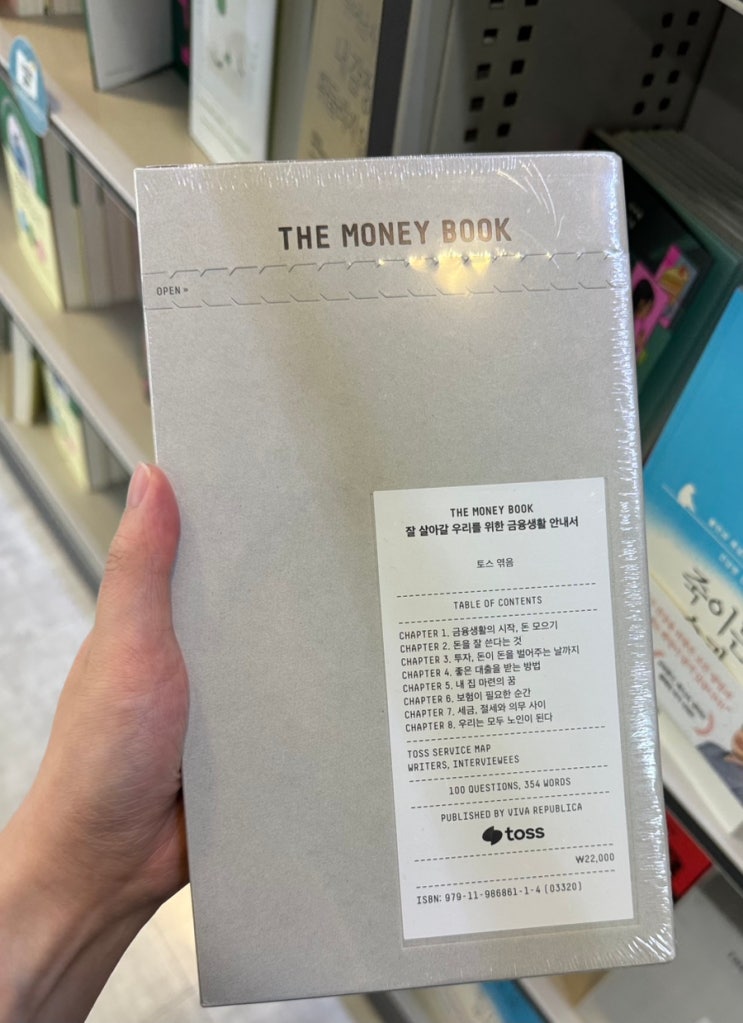 THE MONEY BOOK
OPEN »
THE MONEY BOOK
잘 살아갈 우리를 위한 금융생활 안내서
토스 엮음
TABLE OF CONTENTS
CHAPTER 1. 금융생활의 시작, 돈 모으기
CHAPTER 2. 돈을 잘 쓴다는 것
CHAPTER 3. 투자, 돈이 돈을 벌어주는 날까지
CHAPTER 4. 좋은 대출을 받는 방법
CHAPTER 5. 내 집 마련의 꿈
CHAPTER 6. 보험이 필요한 순간
CHAPTER 7. 세금, 절세와 의무 사이
CHAPTER 8. 우리는 모두 노인이 된다
TOSS SERVICE MAP
WRITERS, INTERVIEWEES
100 QUESTIONS, 354 WORDS
PUBLISHED BY VIVA REPUBLICA
toss
₩22,000
ISBN: 979-11-986861-1-4 (03320)